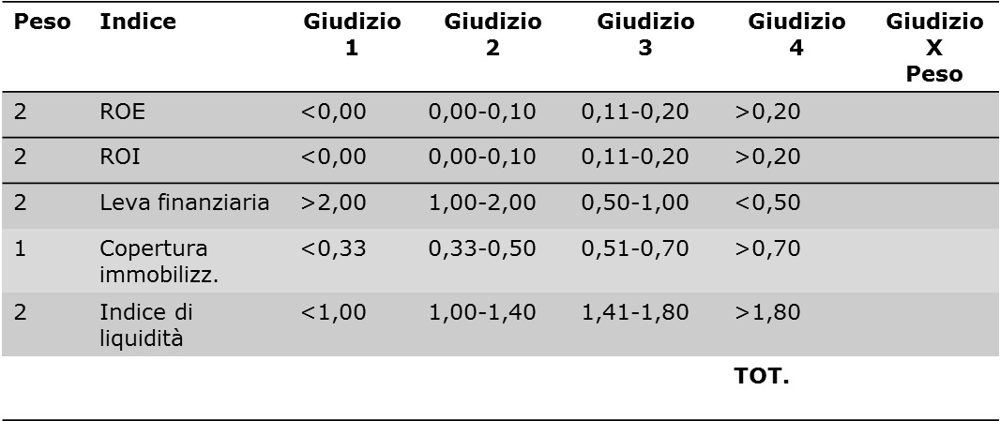 Peso Indice Giudizio Giudizio Giudizio Giudizio Giudizio
1 2 3 4 X
Peso
2 ROE <0,00 0,00-0,10 0,11-0,20 >0,20
2 ROI <0,00 0,00-0,10 0,11-0,20 >0,20
2 Leva finanziaria >2,00 1,00-2,00 0,50-1,00 <0,50
1 Copertura <0,33 0,33-0,50 0,51-0,70 >0,70
immobilizz.
2 Indice di <1,00 1,00-1,40 1,41-1,80 >1,80
liquidità
TOT.